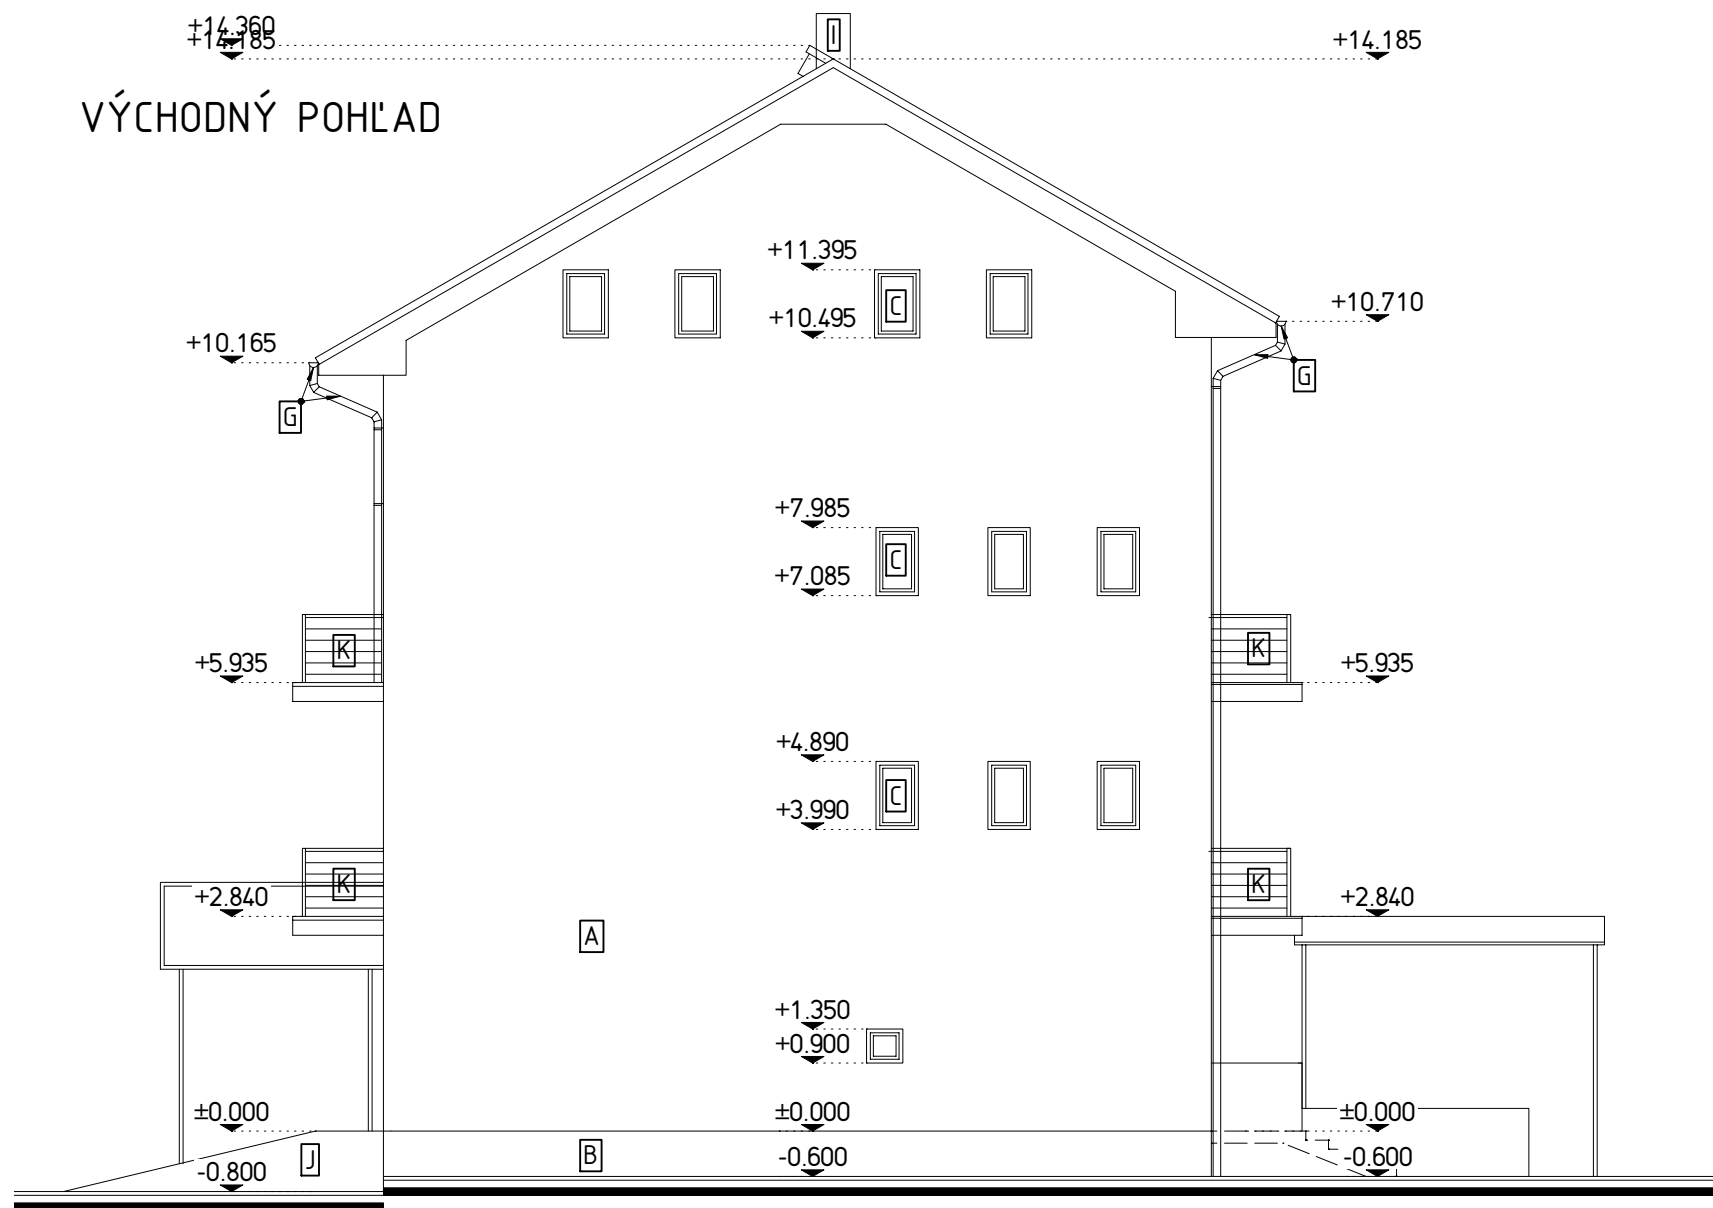 +14.360
+14.185
+14.185
I
VÝCHODNÝ POHĽAD
+11.395
C
+10.495
+10.710
+10.165
G
G
+7.985
C
+7.085
K
K
+5.935
+5.935
+4.890
C
+3.990
K
K
+2.840
+2.840
A
+1.350
+0.900
±0.000
±0.000
±0.000
J
B
-0.800
-0.600
-0.600